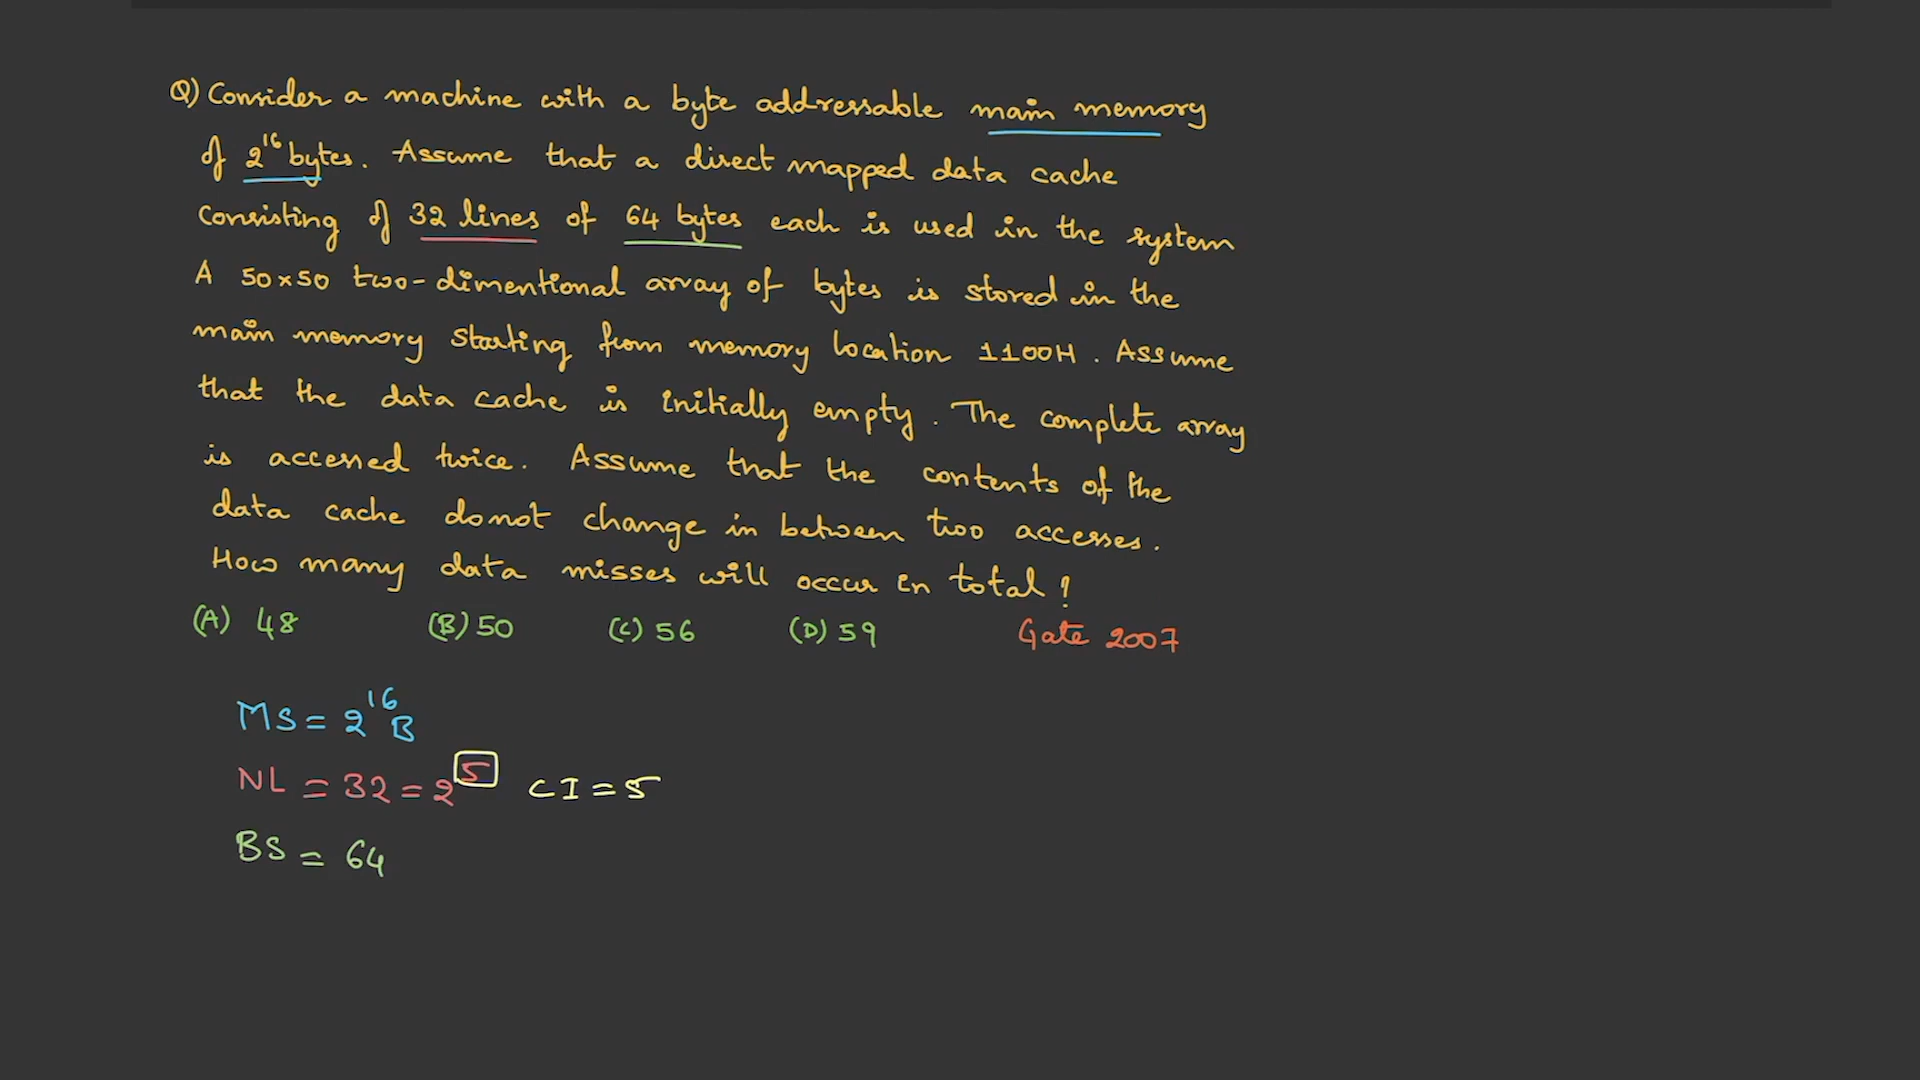 Q) Consider a machine with a byte addressable main memory
of 2^16 bytes. Assume that a direct mapped data cache
Consisting of 32 lines of 64 bytes each is used in the system
A 50×50 two-dimentional array of bytes is stored in the
main memory starting from memory location 1100H. Assume
that the data cache is initially empty. The complete array
is accessed twice. Assume that the contents of the
data cache donot change in between two accesses.
How many data misses will occur in total?
(A) 48 (B) 50 (C) 56 (D) 59 Gate 2007
MS = 2^16 B
NL = 32 = 2^5 CI = 5
BS = 64